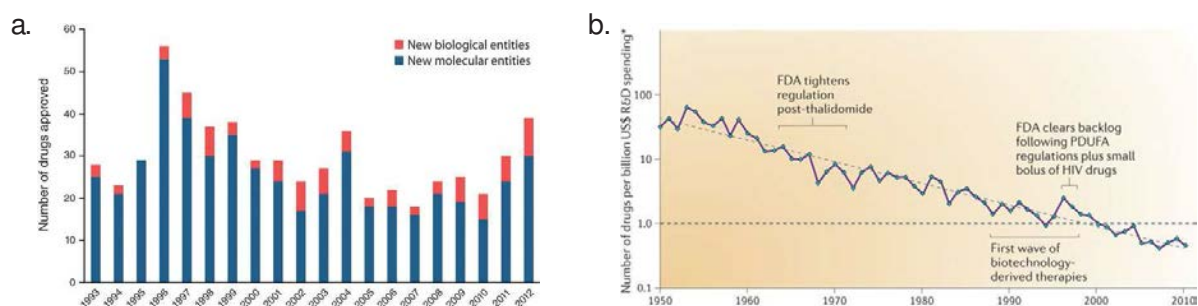 a.
60
50
40
30
20
10
0
Number of drugs approved
New biological entities
New molecular entities
1993
1994
1995
1996
1997
1998
1999
2000
2001
2002
2003
2004
2005
2006
2007
2008
2009
2010
2011
2012
b.
Number of drugs per billion US$ R&D spending*
100
10
1.0
0.1
FDA tightens
regulation
post-thalidomide
FDA clears backlog
following PDUFA
regulations plus small
bolus of HIV drugs
First wave of
biotechnology-
derived therapies
1950
1960
1970
1980
1990
2000